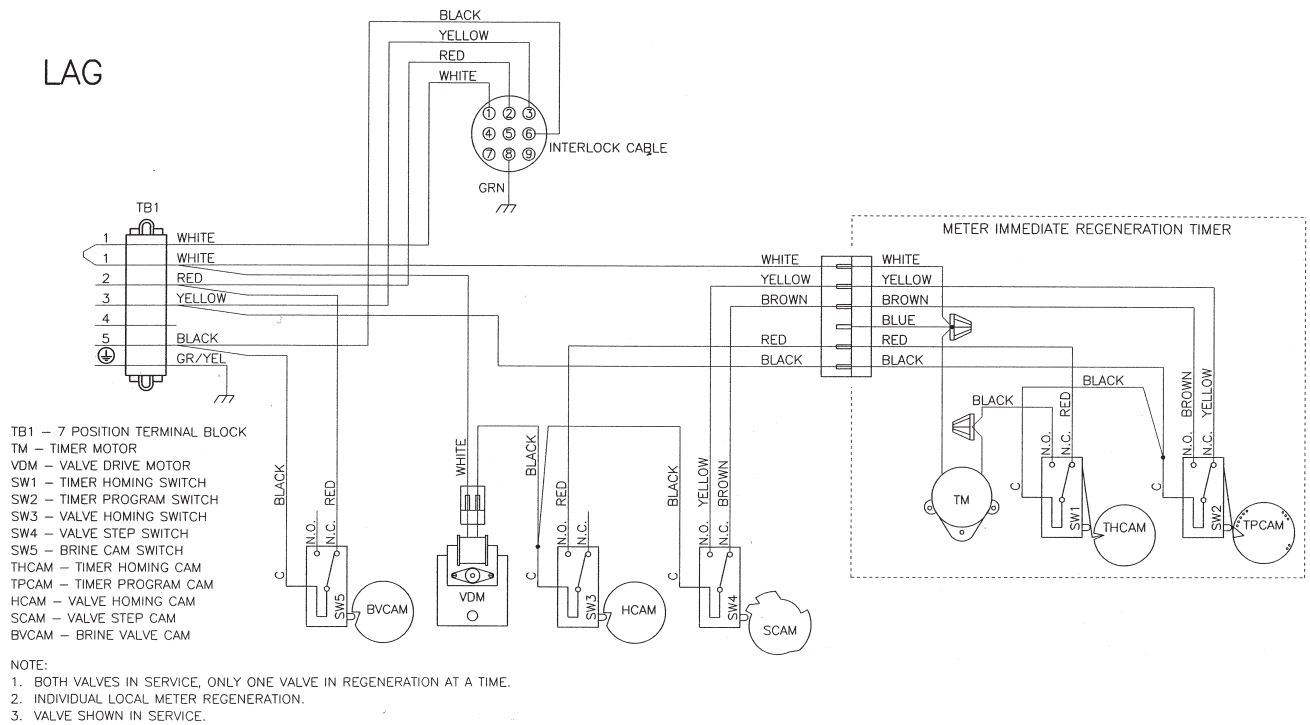 LAG
BLACK
YELLOW
RED
WHITE
1 2 3
4 5 6
7 8 9
INTERLOCK CABLE
GRN
TB1
1 WHITE
1 WHITE
2 RED
3 YELLOW
4
5 BLACK
GR/YEL
METER IMMEDIATE REGENERATION TIMER
WHITE WHITE
YELLOW YELLOW
BROWN BROWN
BLUE
RED RED
BLACK BLACK
BLACK
BLACK
RED
BROWN
YELLOW
N.O.
N.C.
N.O.
N.C.
C
C
TM
SW1
THCAM
SW2
TPCAM
TB1 – 7 POSITION TERMINAL BLOCK
TM – TIMER MOTOR
VDM – VALVE DRIVE MOTOR
SW1 – TIMER HOMING SWITCH
SW2 – TIMER PROGRAM SWITCH
SW3 – VALVE HOMING SWITCH
SW4 – VALVE STEP SWITCH
SW5 – BRINE CAM SWITCH
THCAM – TIMER HOMING CAM
TPCAM – TIMER PROGRAM CAM
HCAM – VALVE HOMING CAM
SCAM – VALVE STEP CAM
BVCAM – BRINE VALVE CAM
BLACK
RED
N.O.
N.C.
C
SW5
BVCAM
WHITE
VDM
BLACK
RED
N.O.
N.C.
C
SW3
HCAM
BLACK
YELLOW
BROWN
N.O.
N.C.
C
SW4
SCAM
NOTE:
1. BOTH VALVES IN SERVICE, ONLY ONE VALVE IN REGENERATION AT A TIME.
2. INDIVIDUAL LOCAL METER REGENERATION.
3. VALVE SHOWN IN SERVICE.